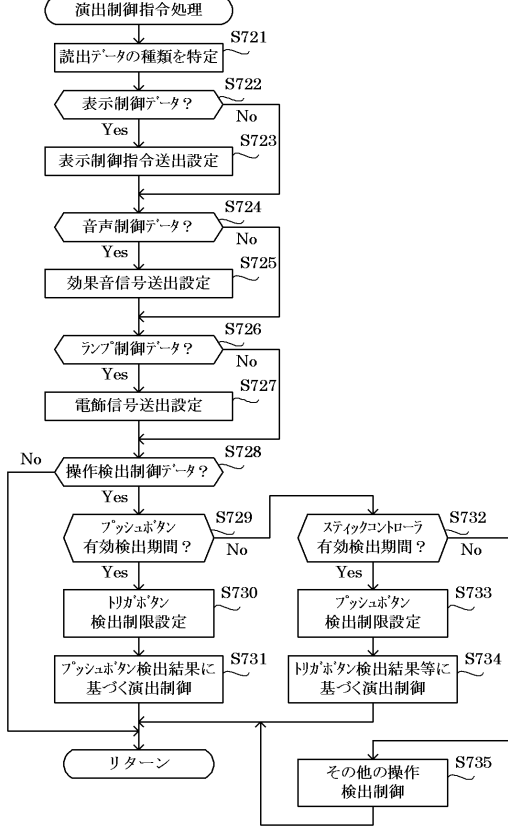 演出制御指令処理
S721
読出データの種類を特定
S722
表示制御データ？
No
Yes
S723
表示制御指令送出設定
S724
音声制御データ？
No
Yes
S725
効果音信号送出設定
S726
ランプ制御データ？
No
Yes
S727
電飾信号送出設定
S728
No
操作検出制御データ？
Yes
S729
プッシュボタン
有効検出期間？
No
Yes
S732
スティックコントローラ
有効検出期間？
No
Yes
S730
トリガボタン
検出制限設定
S733
プッシュボタン
検出制限設定
S731
プッシュボタン検出結果に
基づく演出制御
S734
トリガボタン検出結果等に
基づく演出制御
リターン
S735
その他の操作
検出制御